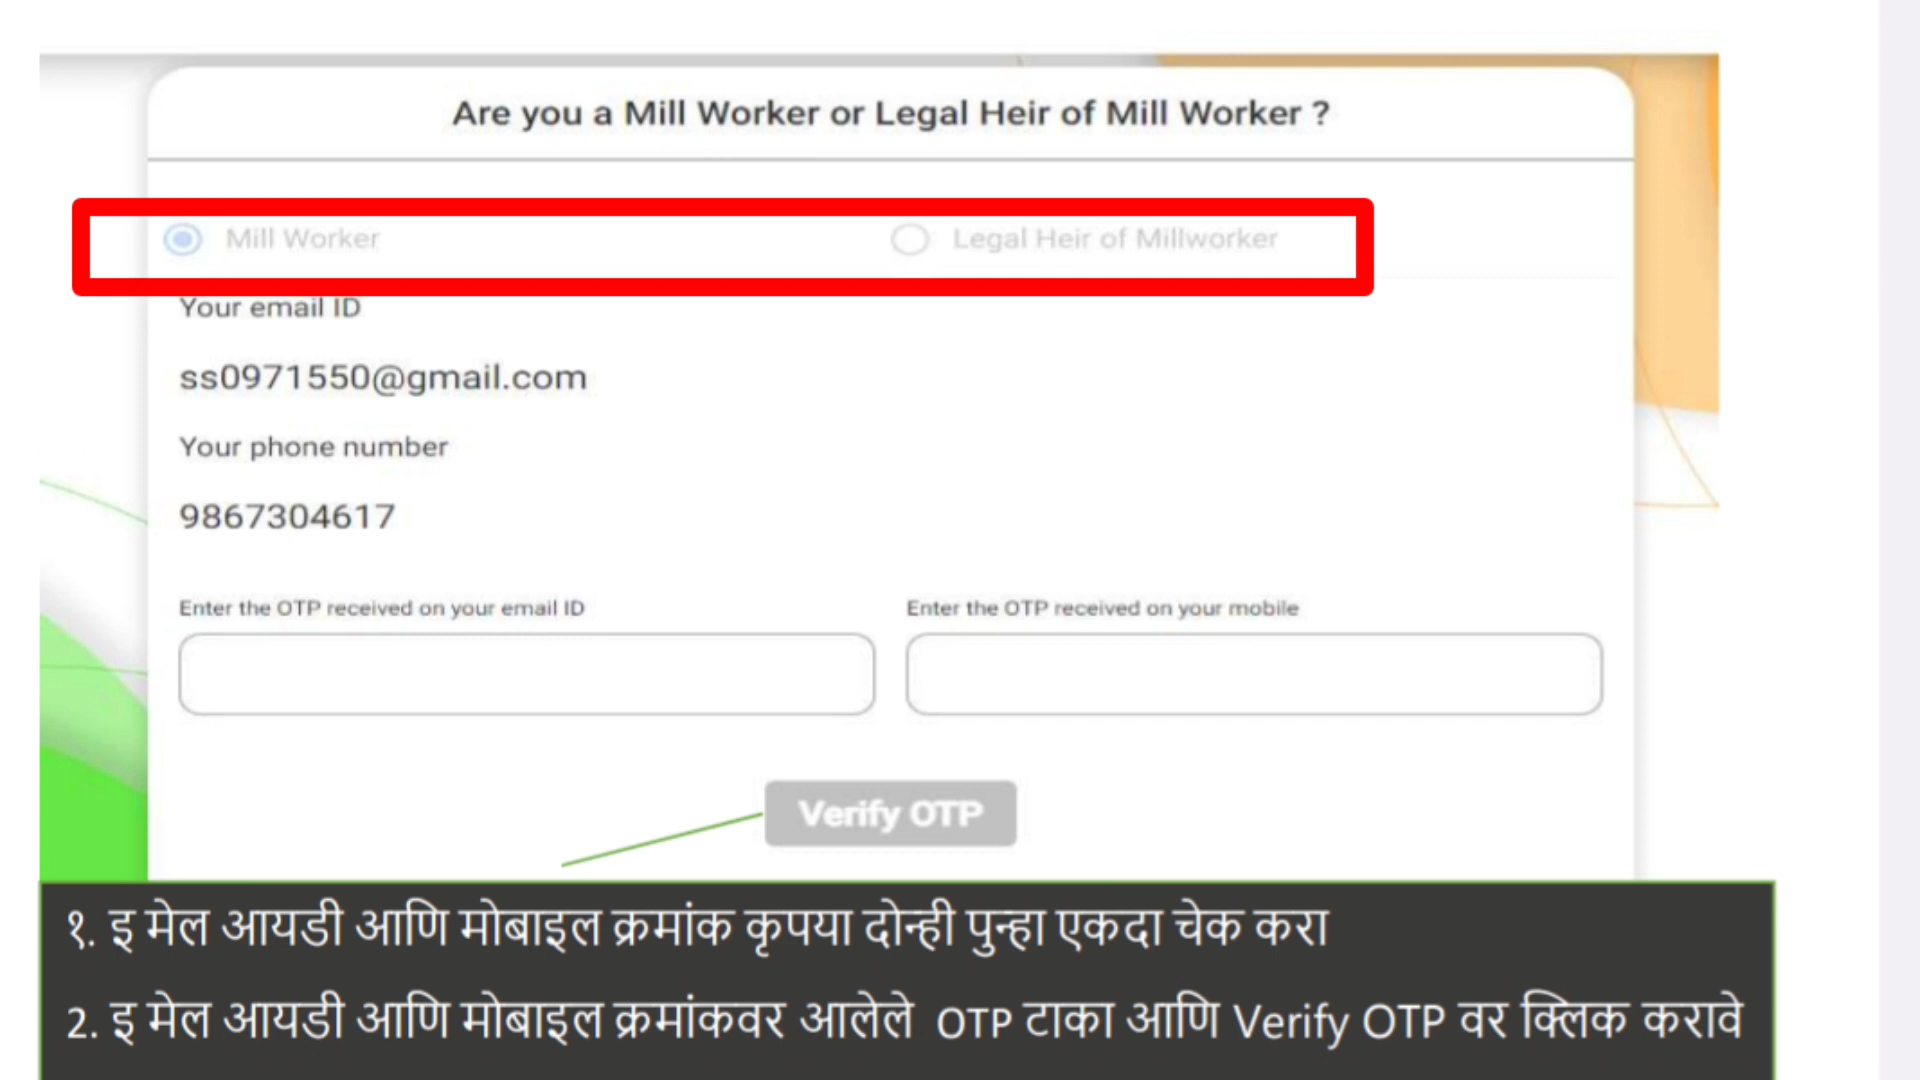 Are you a Mill Worker or Legal Heir of Mill Worker ?
Mill Worker Legal Heir of Millworker
Your email ID
ss0971550@gmail.com
Your phone number
9867304617
Enter the OTP received on your email ID Enter the OTP received on your mobile
Verify OTP
१. इ मेल आयडी आणि मोबाइल क्रमांक कृपया दोन्ही पुन्हा एकदा चेक करा
2. इ मेल आयडी आणि मोबाइल क्रमांकवर आलेले OTP टाका आणि Verify OTP वर क्लिक करावे